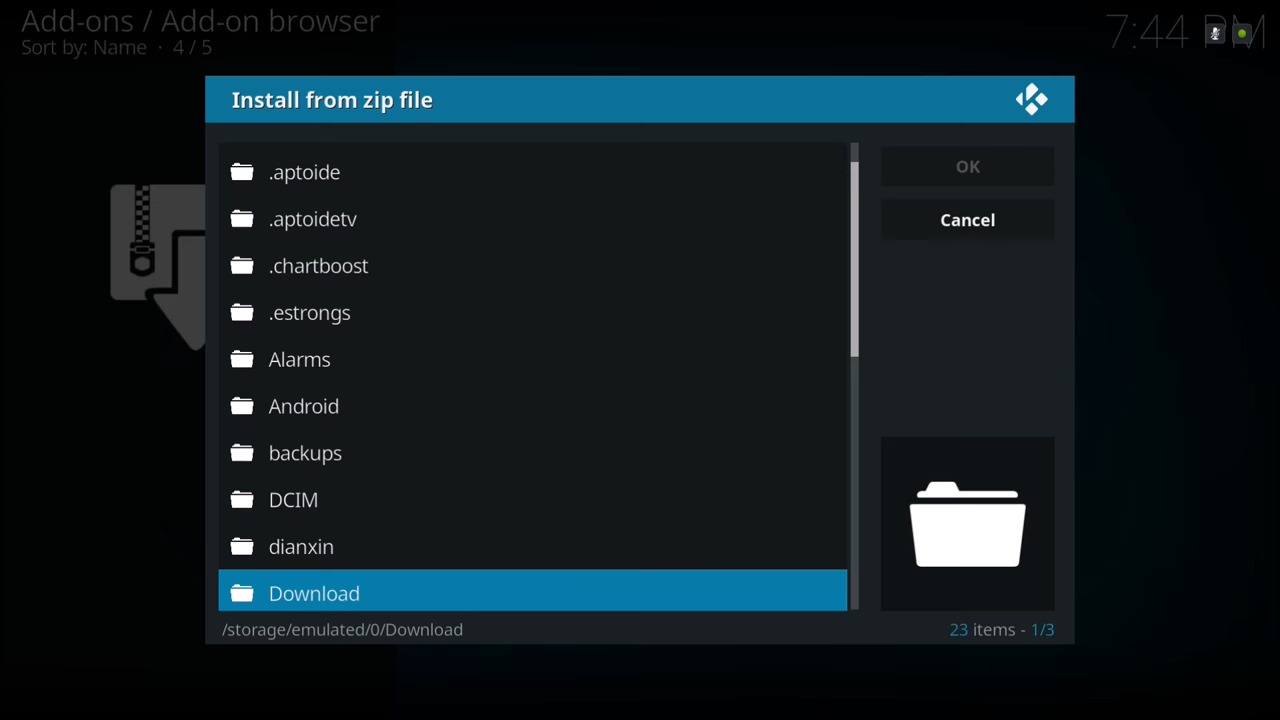 Add-ons / Add-on browser
Sort by: Name · 4 / 5
7:44 PM
Install from zip file
.aptoide
.aptoidetv
.chartboost
.estrongs
Alarms
Android
backups
DCIM
dianxin
Download
OK
Cancel
/storage/emulated/0/Download
23 items - 1/3